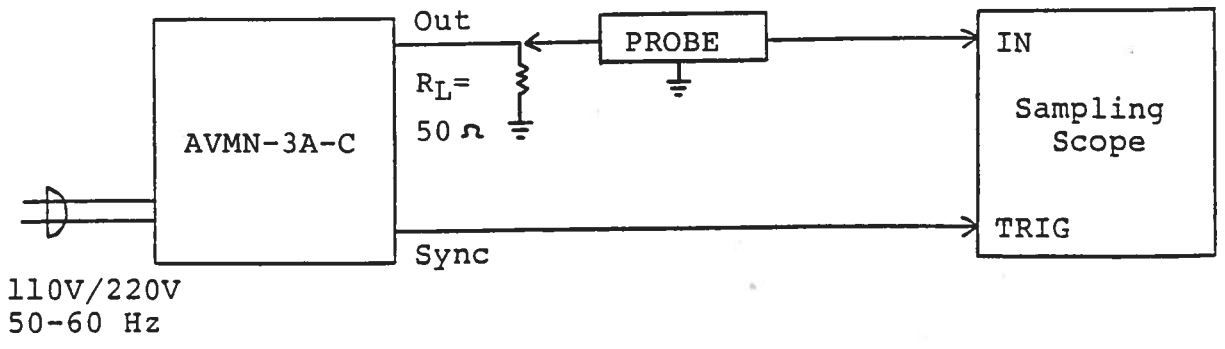 Out
PROBE
IN
R_L=
50 Ω
AVMN-3A-C
Sampling
Scope
TRIG
Sync
110V/220V
50-60 Hz